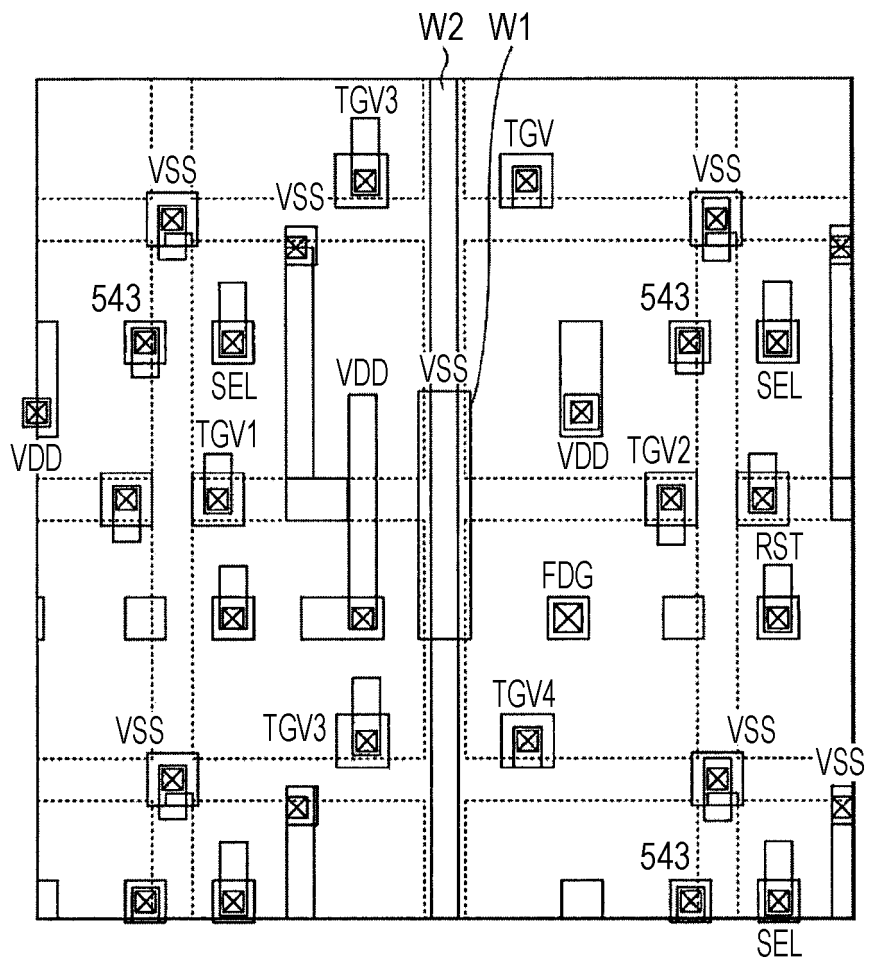 W2 W1
TGV3
TGV
VSS
VSS
VSS
543
543
SEL
VDD
VSS
SEL
VDD
TGV1
VDD
TGV2
FDG
RST
TGV4
VSS
TGV3
VSS
VSS
543
SEL